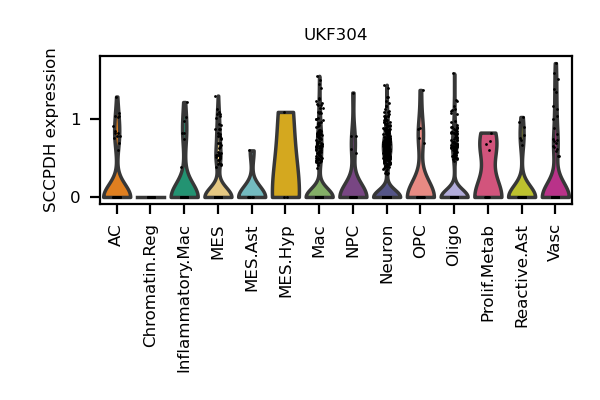 UKF304
SCCPDH expression
1
0
AC
Chromatin.Reg
Inflammatory.Mac
MES
MES.Ast
MES.Hyp
Mac
NPC
Neuron
OPC
Oligo
Prolif.Metab
Reactive.Ast
Vasc